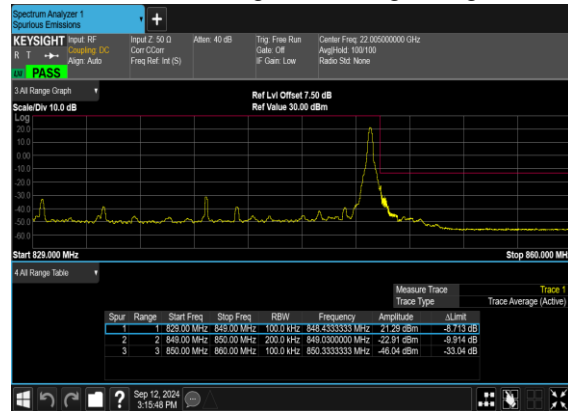 Spectrum Analyzer 1
Spurious Emissions
KEYSIGHT Input: RF Input Z: 50 Ω Atten: 40 dB Trig: Free Run Center Freq: 22.005000000 GHz
R T Coupling: DC Corr CCorr Gate: Off Avg|Hold: 100/100
Align: Auto Freq Ref: Int (S) IF Gain: Low Radio Std: None
PASS
3 All Range Graph Ref Lvl Offset 7.50 dB
Scale/Div 10.0 dB Ref Value 30.00 dBm
Log
20.0
10.0
0.00
-10.0
-20.0
-30.0
-40.0
-50.0
-60.0
Start 829.000 MHz Stop 860.000 MH
4 All Range Table
Measure Trace Trace 1
Trace Type Trace Average (Active)
Spur Range Start Freq Stop Freq RBW Frequency Amplitude ΔLimit
1 1 829.00 MHz 849.00 MHz 100.0 kHz 848.4333333 MHz 21.29 dBm -8.713 dB
2 2 849.00 MHz 850.00 MHz 200.0 kHz 849.0300000 MHz -22.91 dBm -9.914 dB
3 3 850.00 MHz 860.00 MHz 100.0 kHz 850.3333333 MHz -46.04 dBm -33.04 dB
? Sep 12, 2024
3:15:48 PM